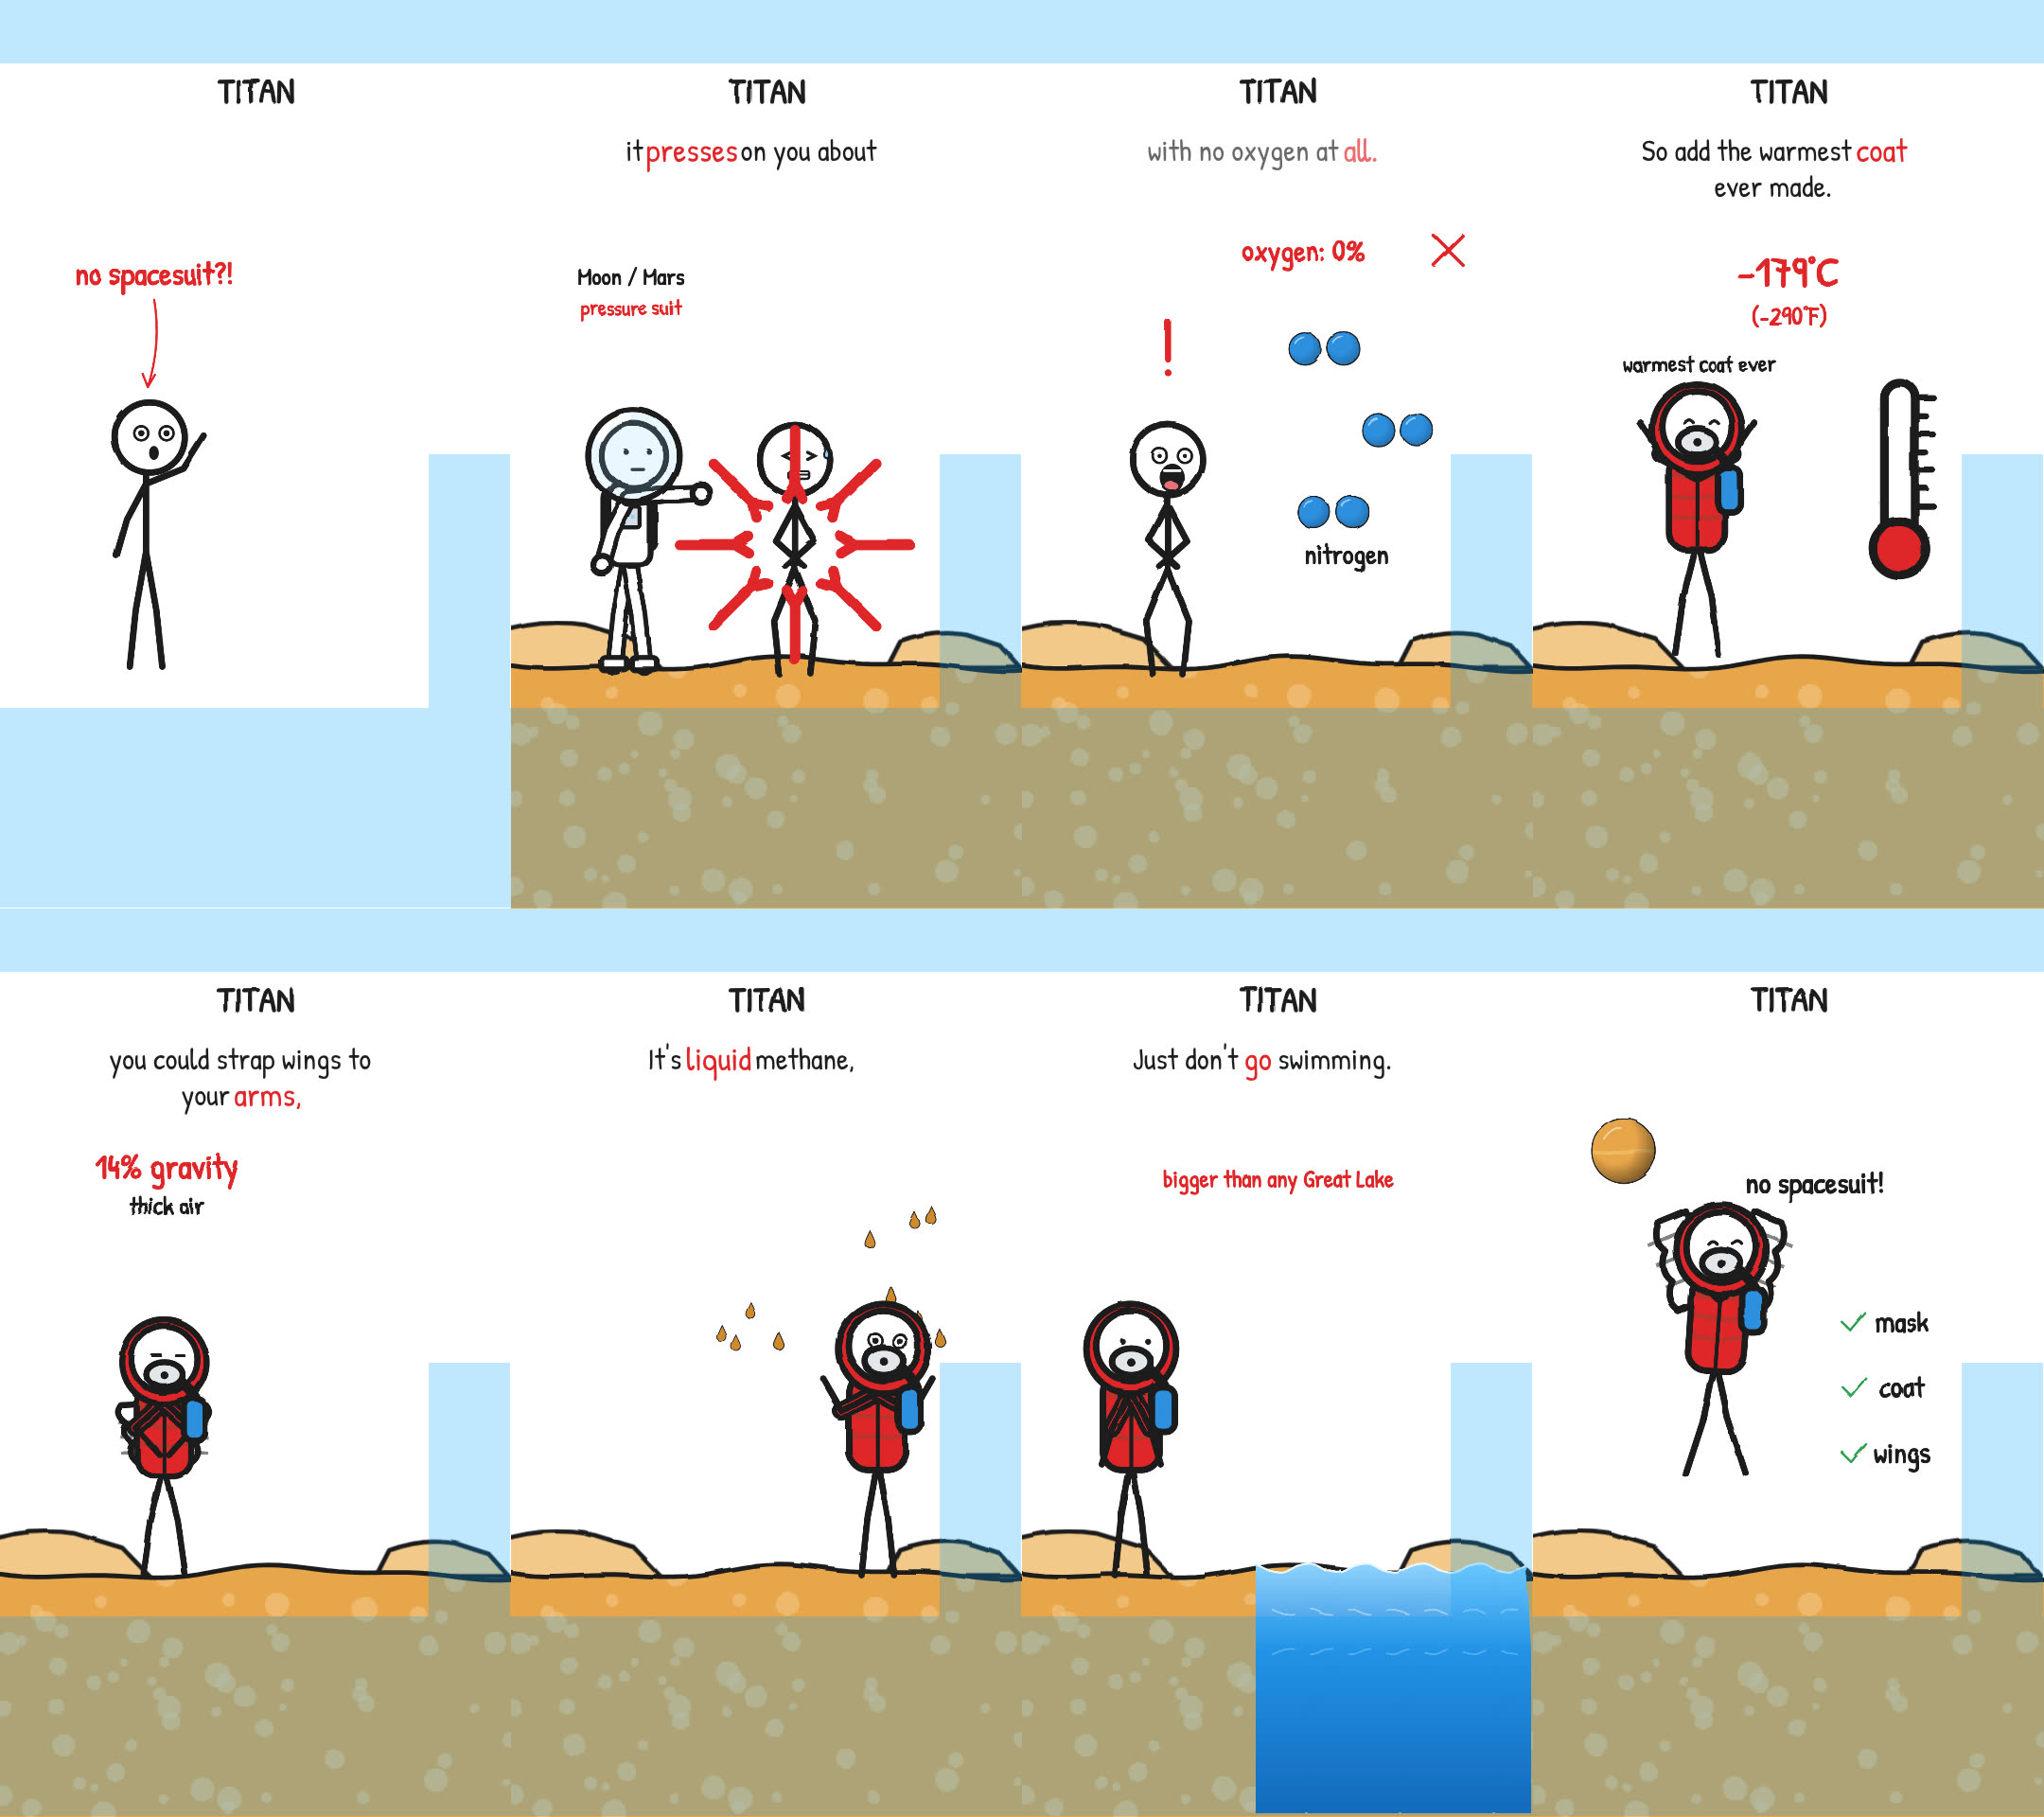 TITAN
no spacesuit?!
TITAN
it presses on you about
Moon / Mars
pressure suit
TITAN
with no oxygen at all.
oxygen: 0%
!
nitrogen
TITAN
So add the warmest coat
ever made.
-179°C
(-290°F)
warmest coat ever
TITAN
you could strap wings to
your arms,
14% gravity
thick air
TITAN
It's liquid methane,
TITAN
Just don't go swimming.
bigger than any Great Lake
TITAN
no spacesuit!
mask
coat
wings